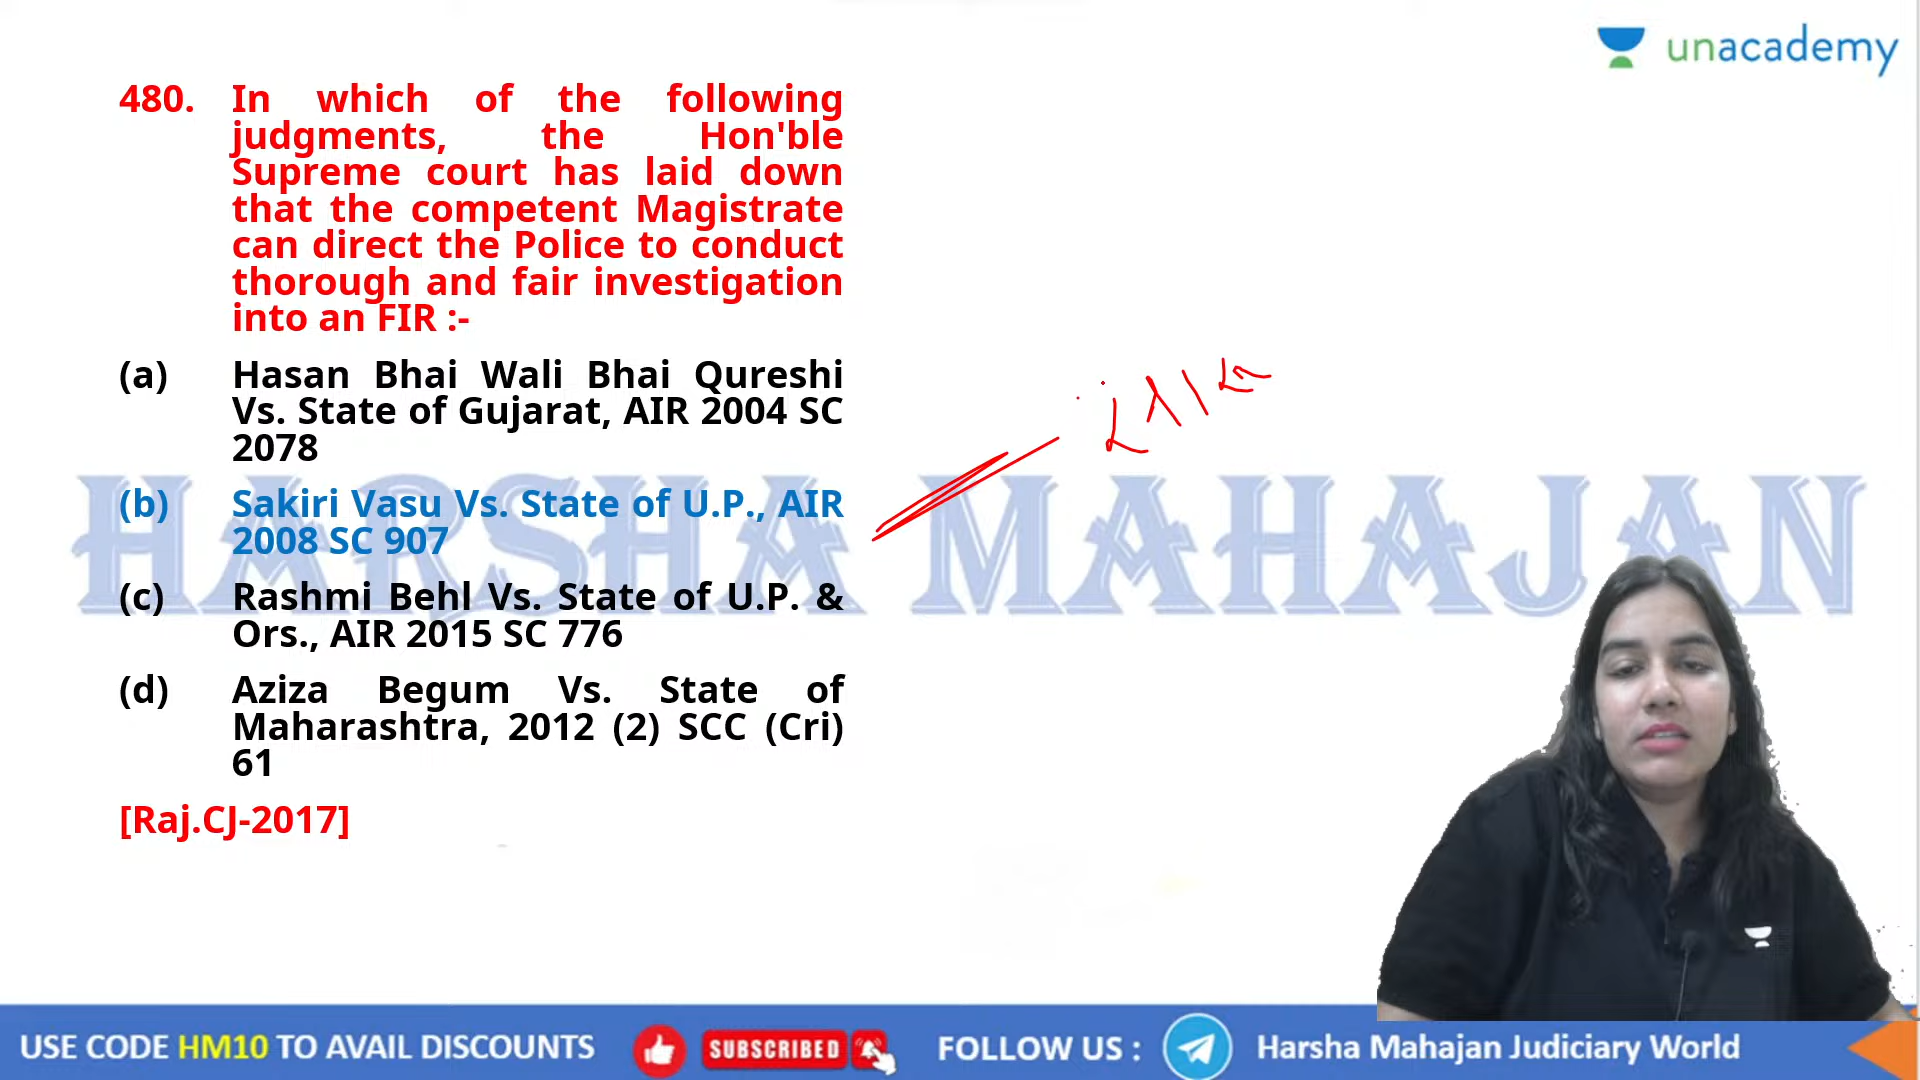 unacademy
480. In which of the following
judgments, the Hon'ble
Supreme court has laid down
that the competent Magistrate
can direct the Police to conduct
thorough and fair investigation
into an FIR :-
(a) Hasan Bhai Wali Bhai Qureshi
Vs. State of Gujarat, AIR 2004 SC
2078
(b) Sakiri Vasu Vs. State of U.P., AIR
2008 SC 907
(c) Rashmi Behl Vs. State of U.P. &
Ors., AIR 2015 SC 776
(d) Aziza Begum Vs. State of
Maharashtra, 2012 (2) SCC (Cri)
61
[Raj.CJ-2017]
HARSHA MAHAJAN
USE CODE HM10 TO AVAIL DISCOUNTS
SUBSCRIBED
FOLLOW US :
Harsha Mahajan Judiciary World